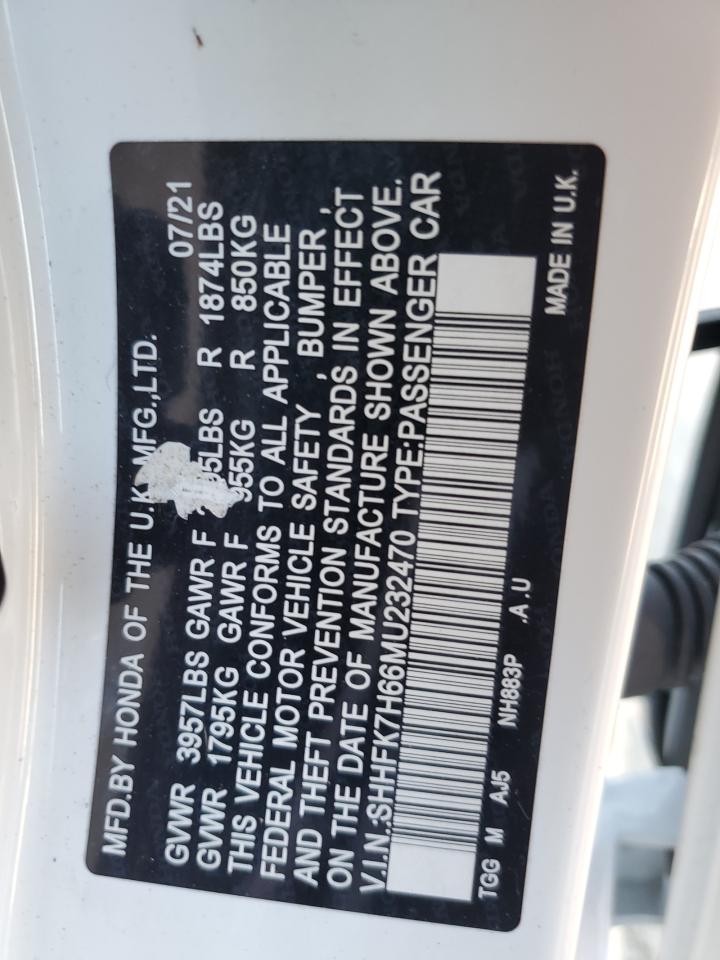 MFD.BY HONDA OF THE U.K. MFG.,LTD. 07/21
GVWR 3957LBS GAWR F R 1874LBS
GVWR 1795KG GAWR F 955KG R 850KG
THIS VEHICLE CONFORMS TO ALL APPLICABLE
FEDERAL MOTOR VEHICLE SAFETY , BUMPER ,
AND THEFT PREVENTION STANDARDS IN EFFECT
ON THE DATE OF MANUFACTURE SHOWN ABOVE.
V.I.N.:SHHFK7H66MU232470 TYPE:PASSENGER CAR
TGG M AJ5 NH883P .A .U MADE IN U.K.